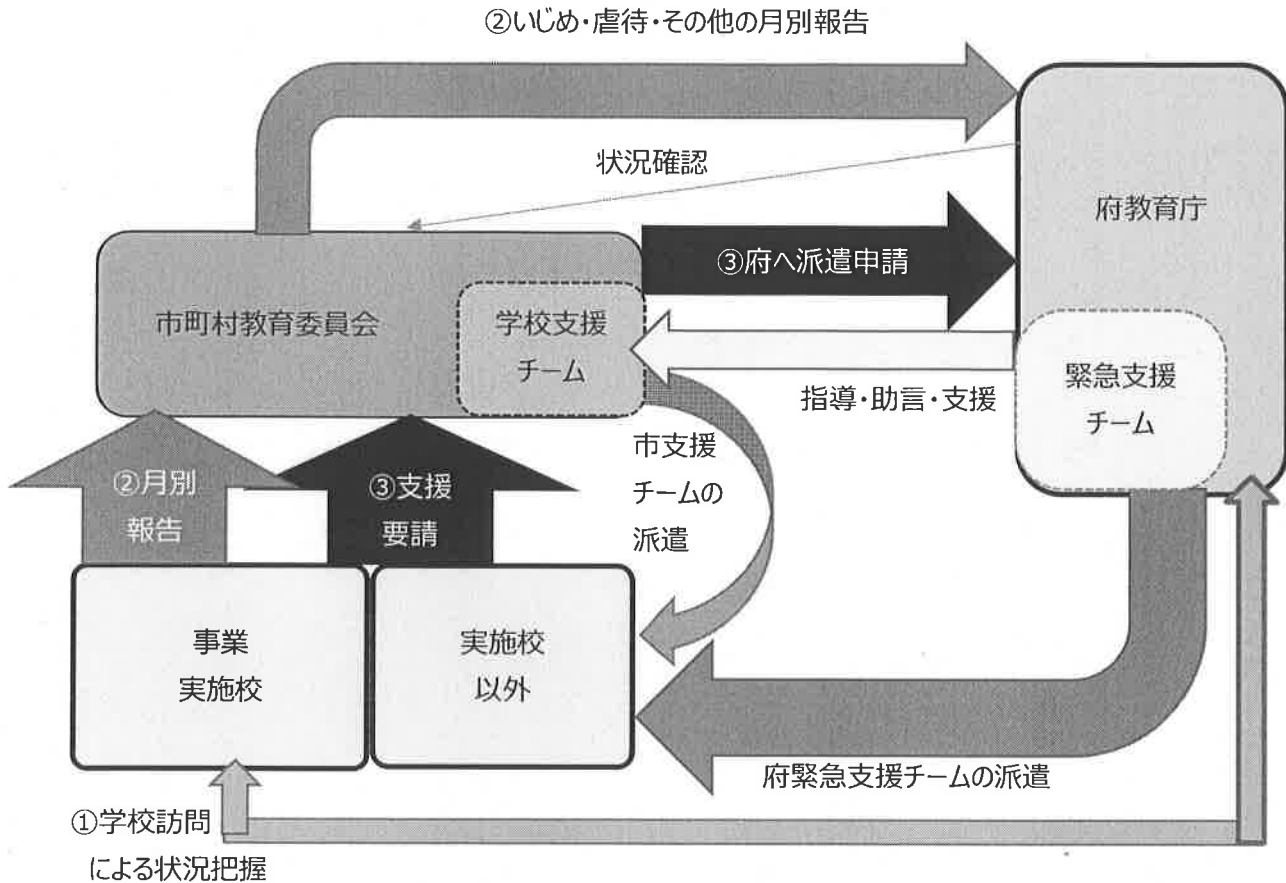 ②いじめ・虐待・その他の月別報告
状況確認
府教育庁
③府へ派遣申請
市町村教育委員会
学校支援
チーム
緊急支援
チーム
指導・助言・支援
市支援
チームの
派遣
②月別
報告
③支援
要請
事業
実施校
実施校
以外
府緊急支援チームの派遣
①学校訪問
による状況把握